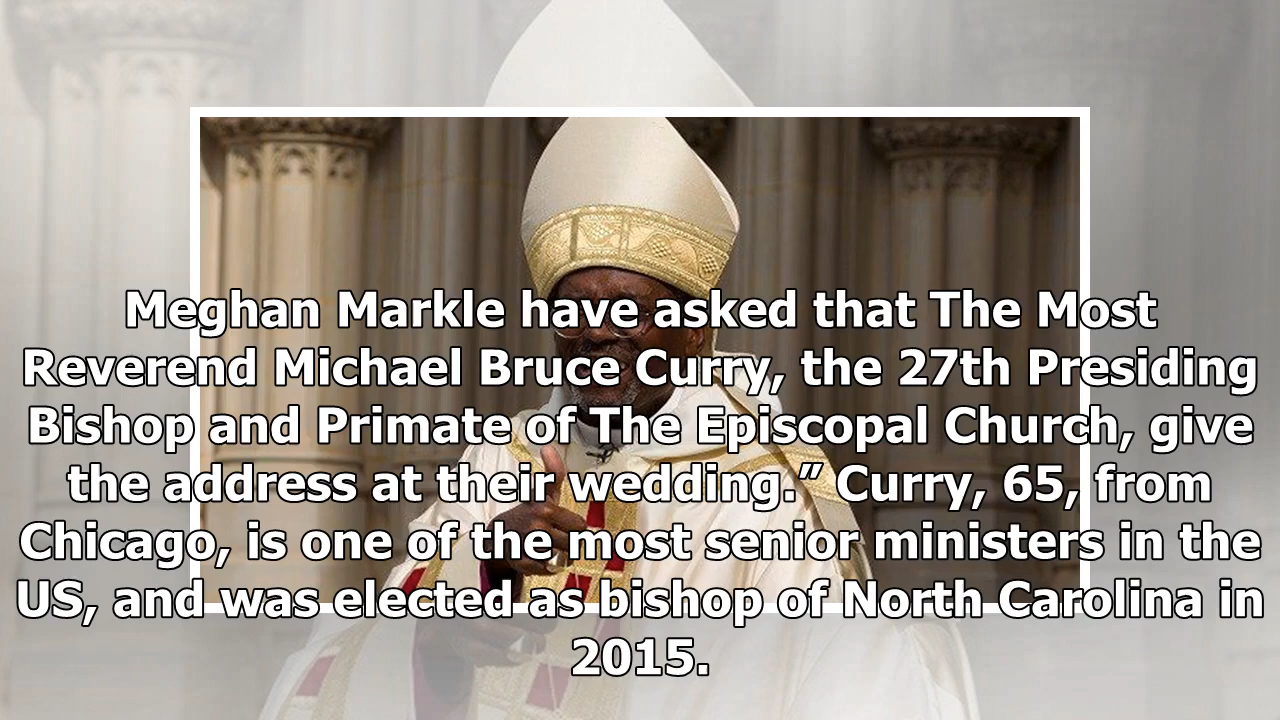 Meghan Markle have asked that The Most
Reverend Michael Bruce Curry, the 27th Presiding
Bishop and Primate of The Episcopal Church, give
the address at their wedding.” Curry, 65, from
Chicago, is one of the most senior ministers in the
US, and was elected as bishop of North Carolina in
2015.